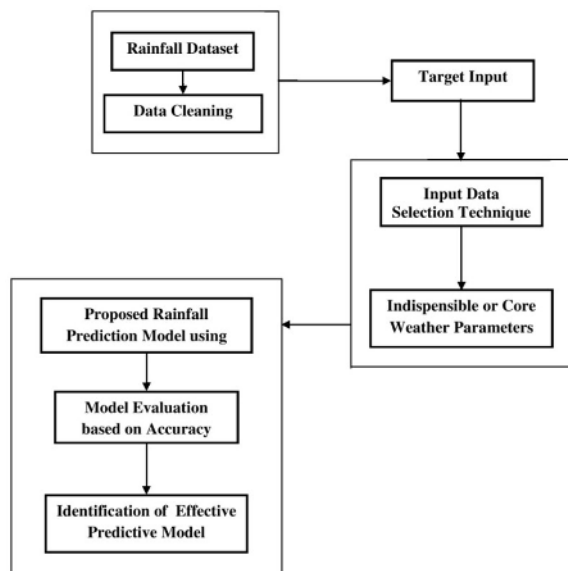 Rainfall Dataset
Data Cleaning
Target Input
Input Data
Selection Technique
Indispensible or Core
Weather Parameters
Proposed Rainfall
Prediction Model using
Model Evaluation
based on Accuracy
Identification of Effective
Predictive Model